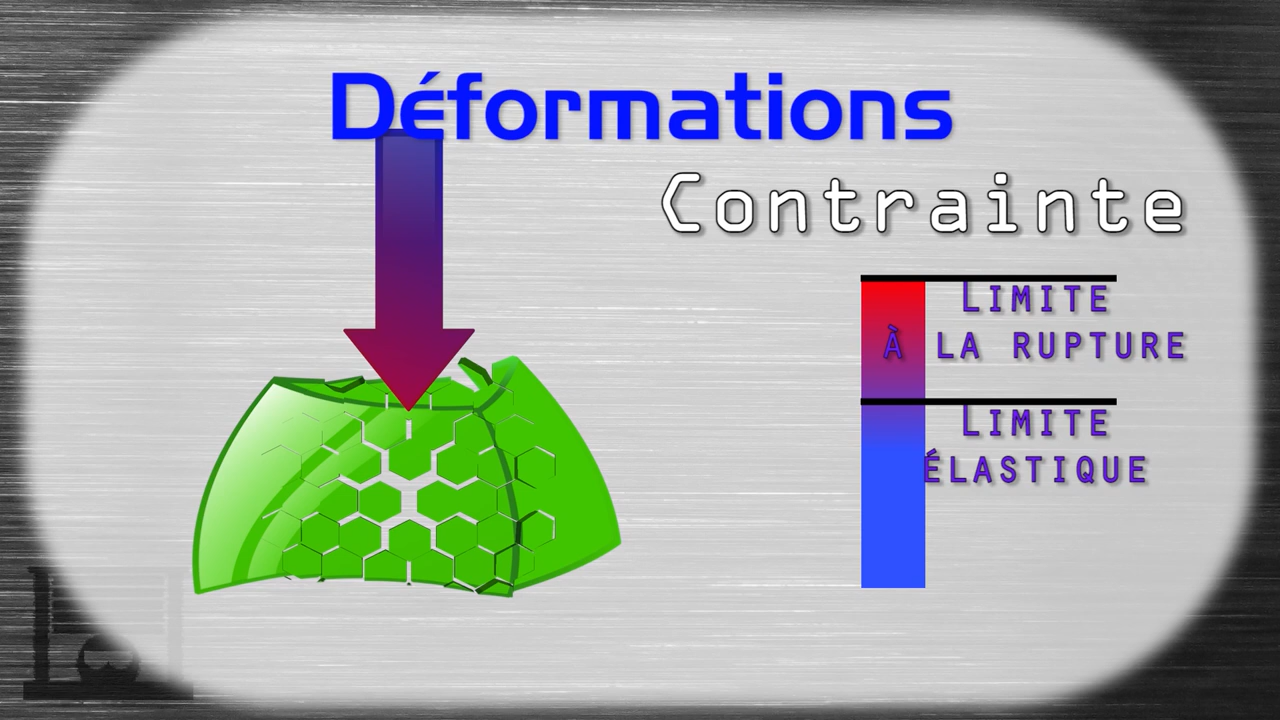 Déformations
Contrainte
LIMITE
À LA RUPTURE
LIMITE
ÉLASTIQUE